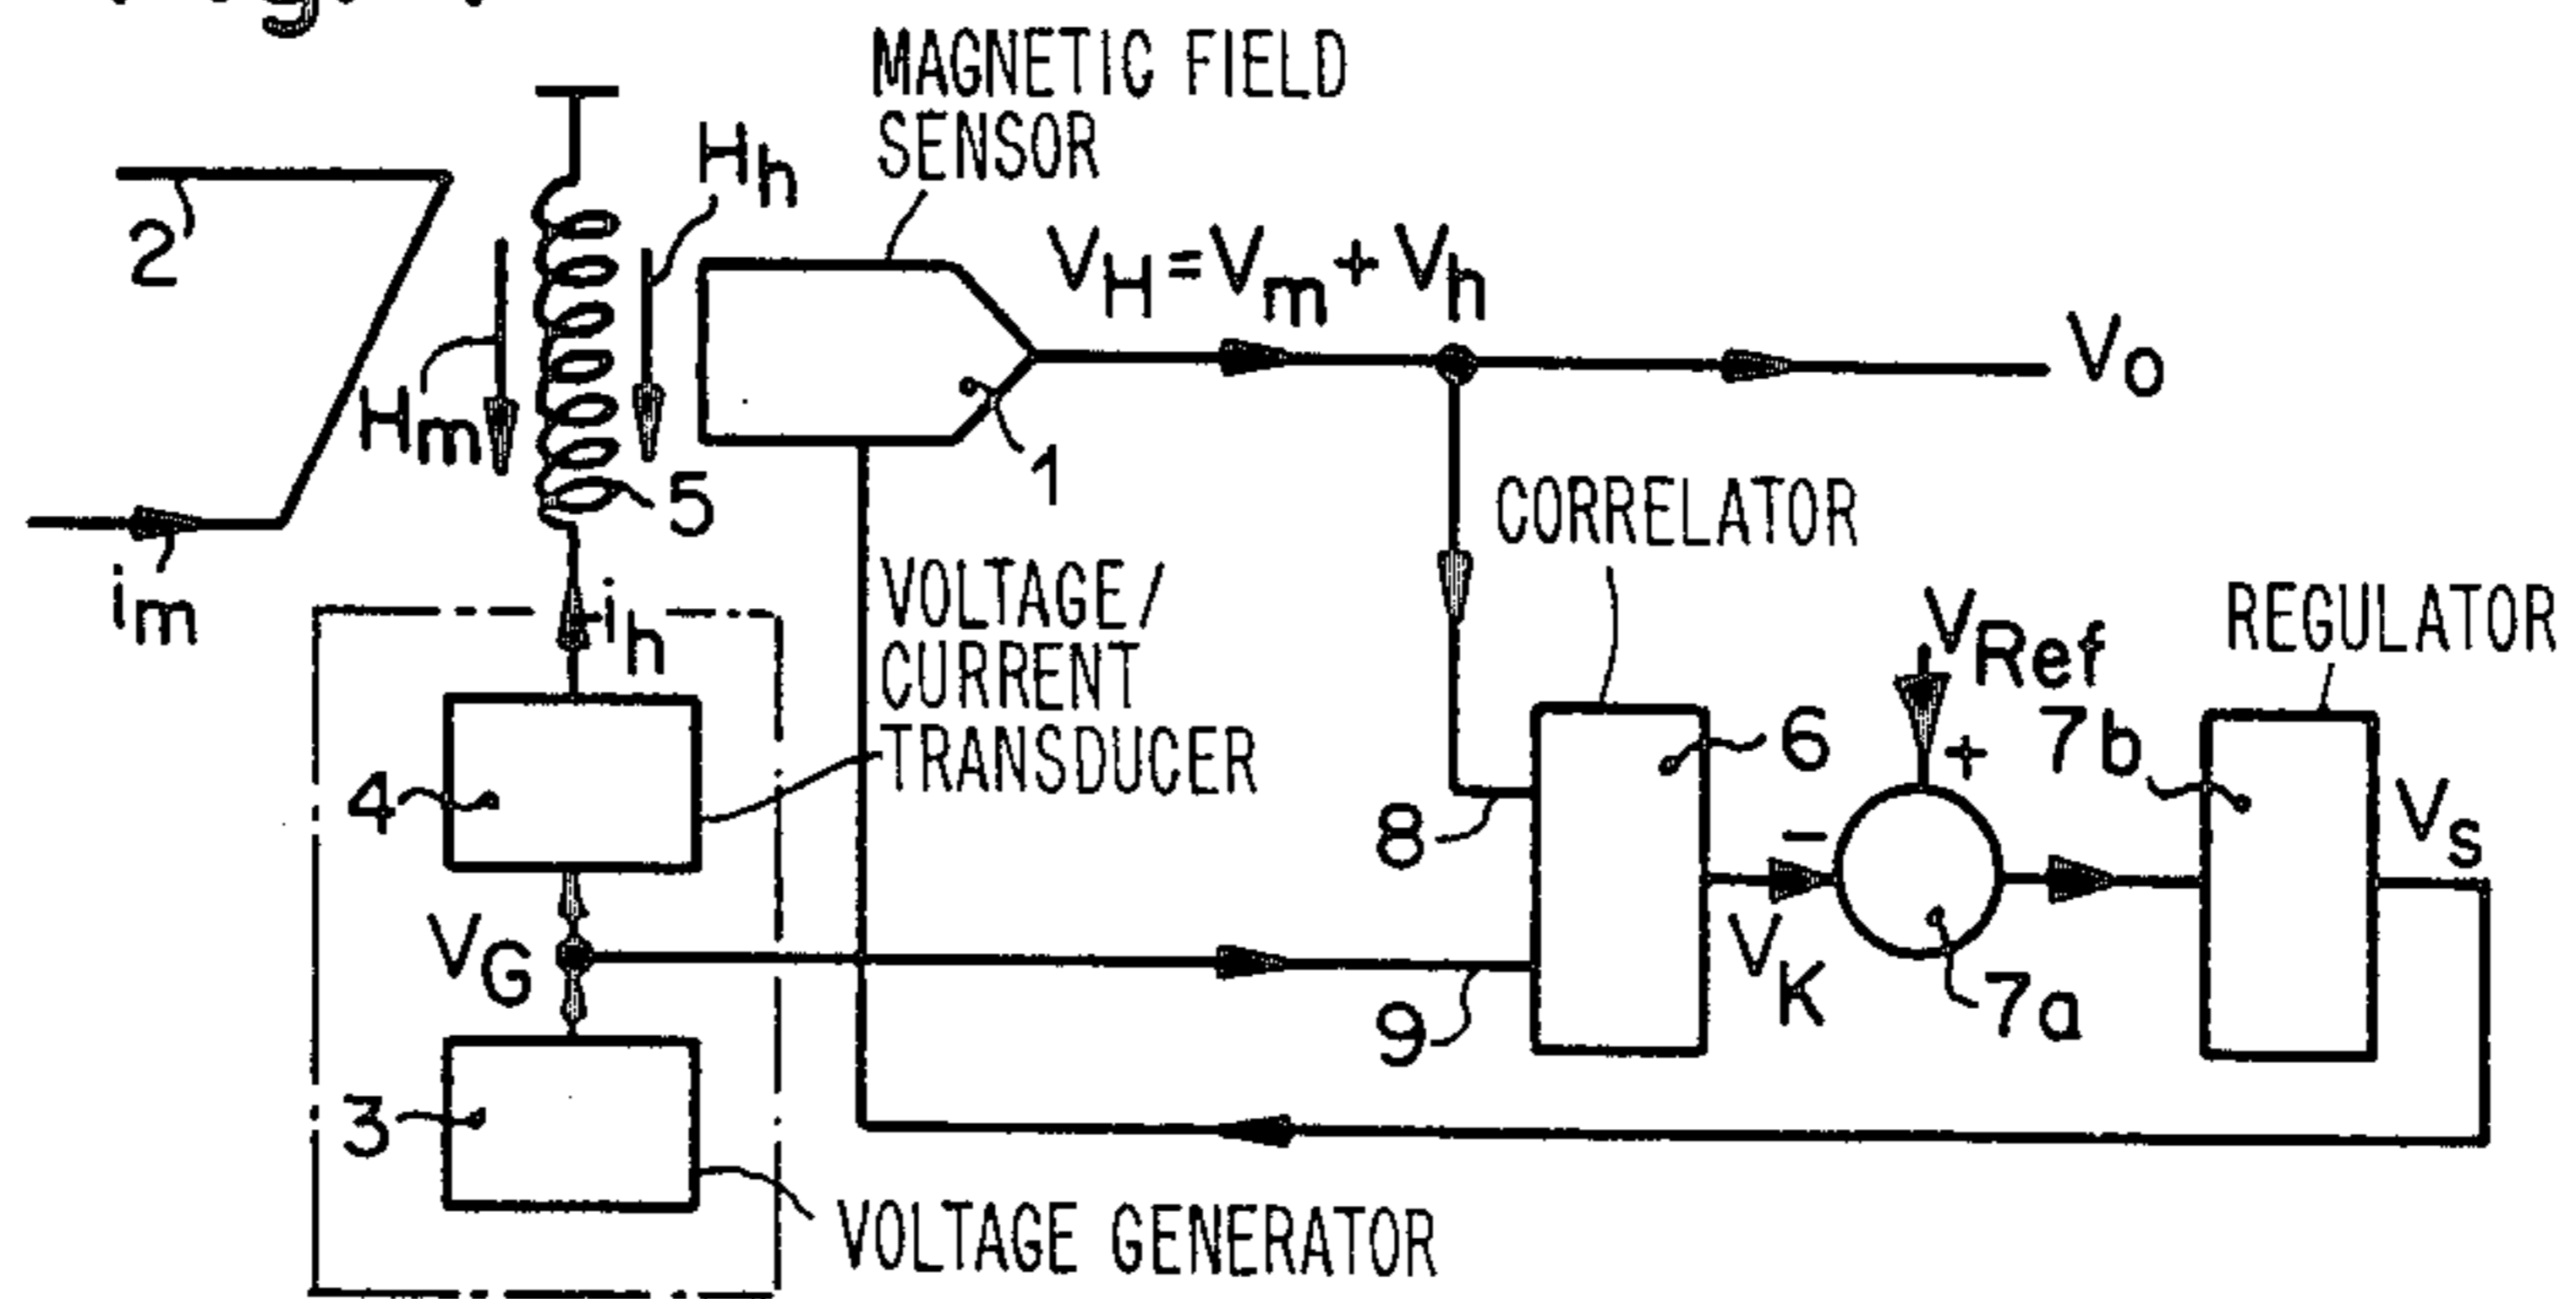 MAGNETIC FIELD
SENSOR
Hh
2
VH = Vm + Vh
Vo
Hm
1
5
CORRELATOR
im
ih
VOLTAGE/
CURRENT
TRANSDUCER
VRef
REGULATOR
+
7b
6
4
8
-
Vs
VG
VK
7a
9
3
VOLTAGE GENERATOR